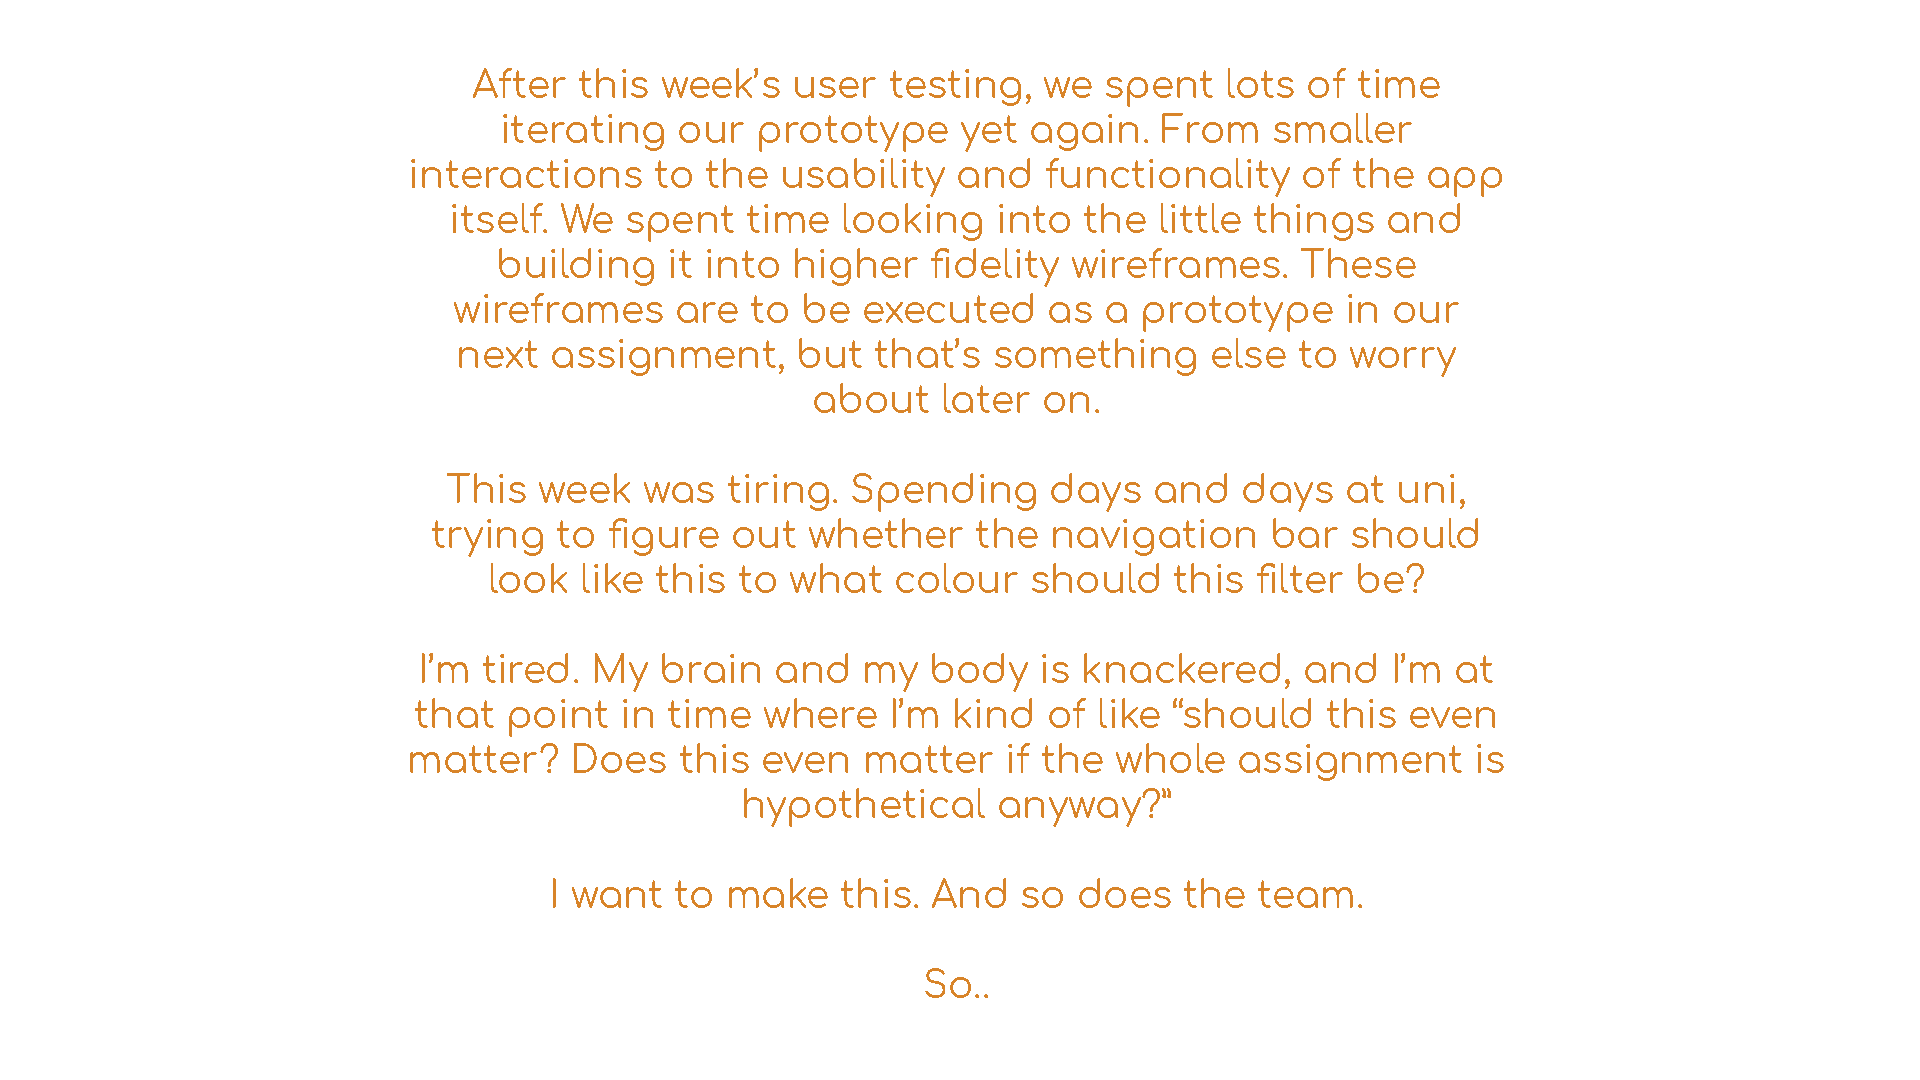 After this week’s user testing, we spent lots of time
iterating our prototype yet again. From smaller
interactions to the usability and functionality of the app
itself. We spent time looking into the little things and
building it into higher fidelity wireframes. These
wireframes are to be executed as a prototype in our
next assignment, but that’s something else to worry
about later on.
This week was tiring. Spending days and days at uni,
trying to figure out whether the navigation bar should
look like this to what colour should this filter be?
I’m tired. My brain and my body is knackered, and I’m at
that point in time where I’m kind of like “should this even
matter? Does this even matter if the whole assignment is
hypothetical anyway?”
I want to make this. And so does the team.
So..